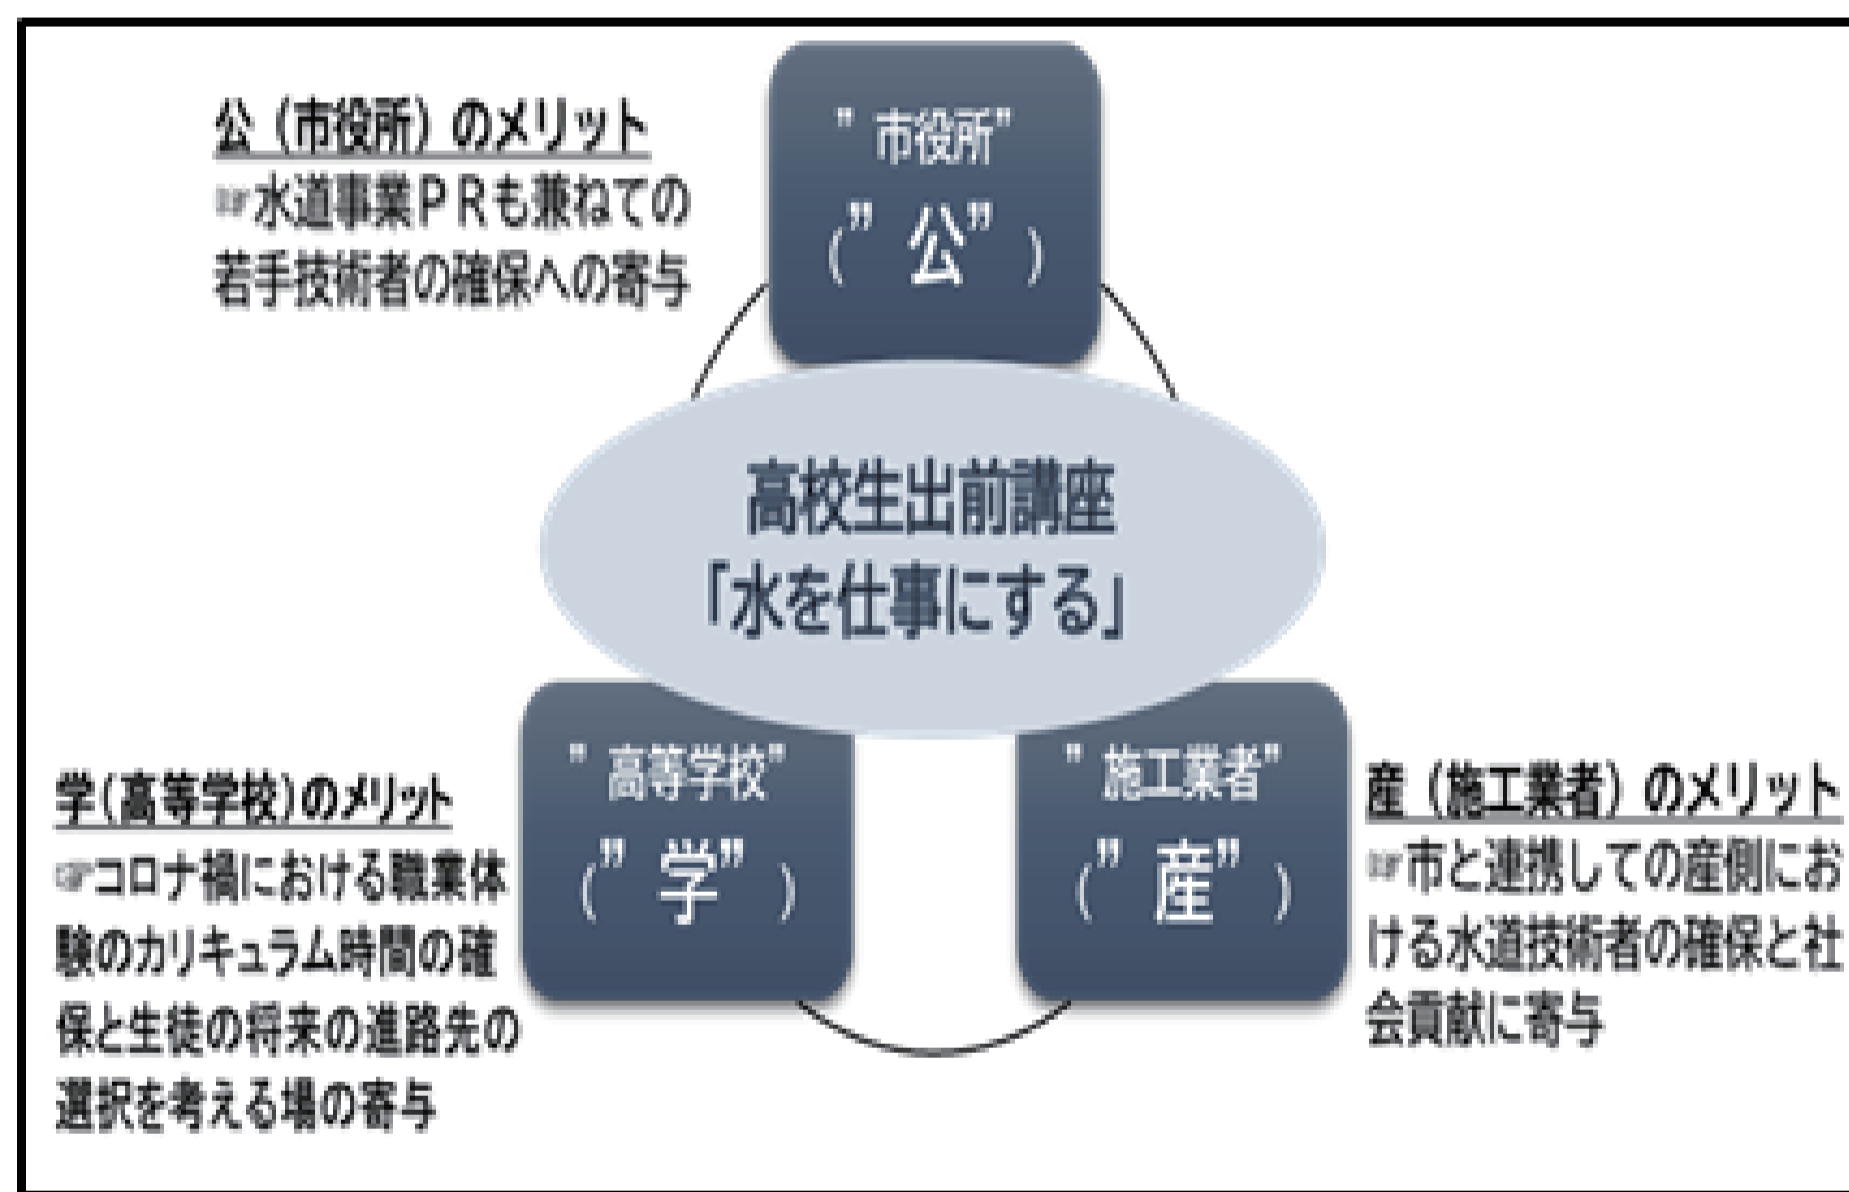 公（市役所）のメリット
☞水道事業ＰＲも兼ねての
若手技術者の確保への寄与
”市役所”
（”公”）
高校生出前講座
「水を仕事にする」
”高等学校”
（”学”）
”施工業者”
（”産”）
学（高等学校）のメリット
☞コロナ禍における職業体
験のカリキュラム時間の確
保と生徒の将来の進路先の
選択を考える場の寄与
産（施工業者）のメリット
☞市と連携しての産側にお
ける水道技術者の確保と社
会貢献に寄与